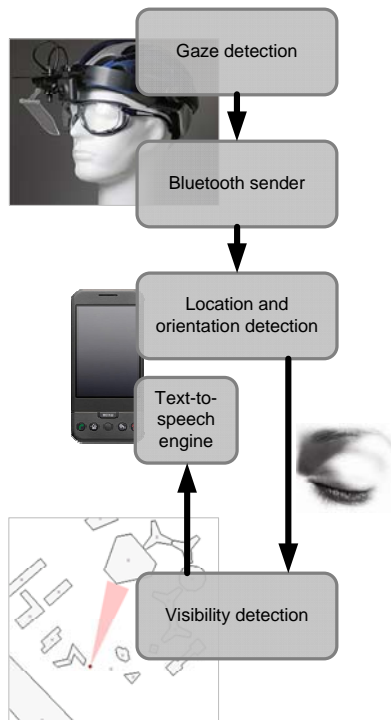 Gaze detection
Bluetooth sender
Location and
orientation detection
Text-to-
speech
engine
Visibility detection